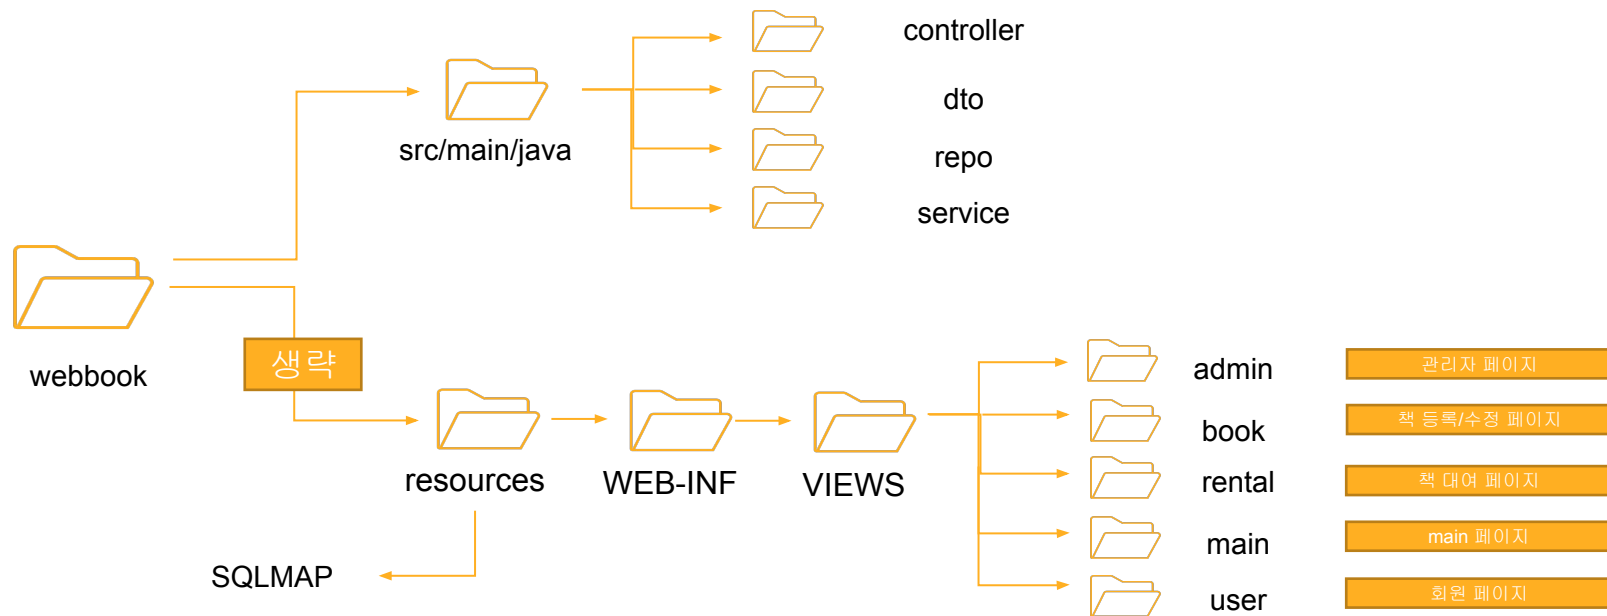 controller
dto
src/main/java
repo
service
webbook
생략
admin
관리자 페이지
book
책 등록/수정 페이지
resources
WEB-INF
VIEWS
rental
책 대여 페이지
main
main 페이지
SQLMAP
user
회원 페이지